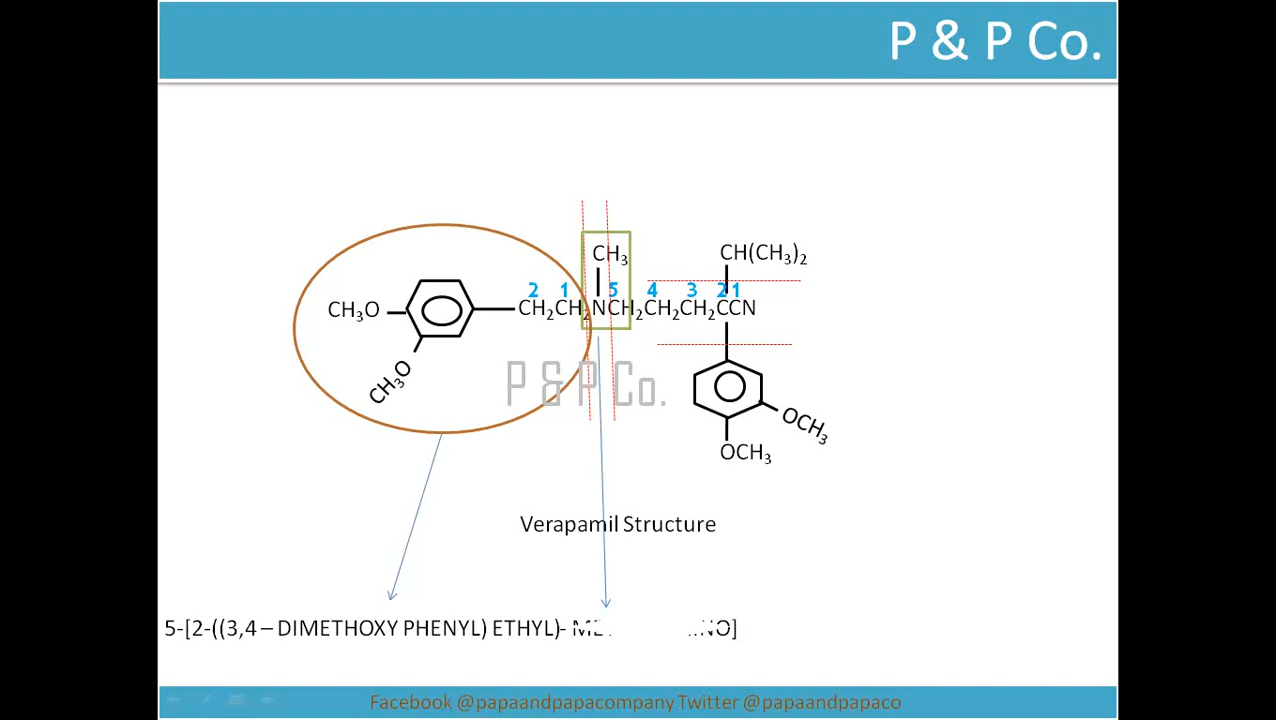 P & P Co.
CH₃ CH(CH₃)₂
2 1 5 4 3 2 1
CH₃O CH₂CH₂NCH₂CH₂CH₂CCN
CH₃O
P & P Co.
OCH₃
OCH₃
Verapamil Structure
5-[2-((3,4 – DIMETHOXY PHENYL) ETHYL)-
Facebook @papaandpapacompany Twitter @papaandpapaco